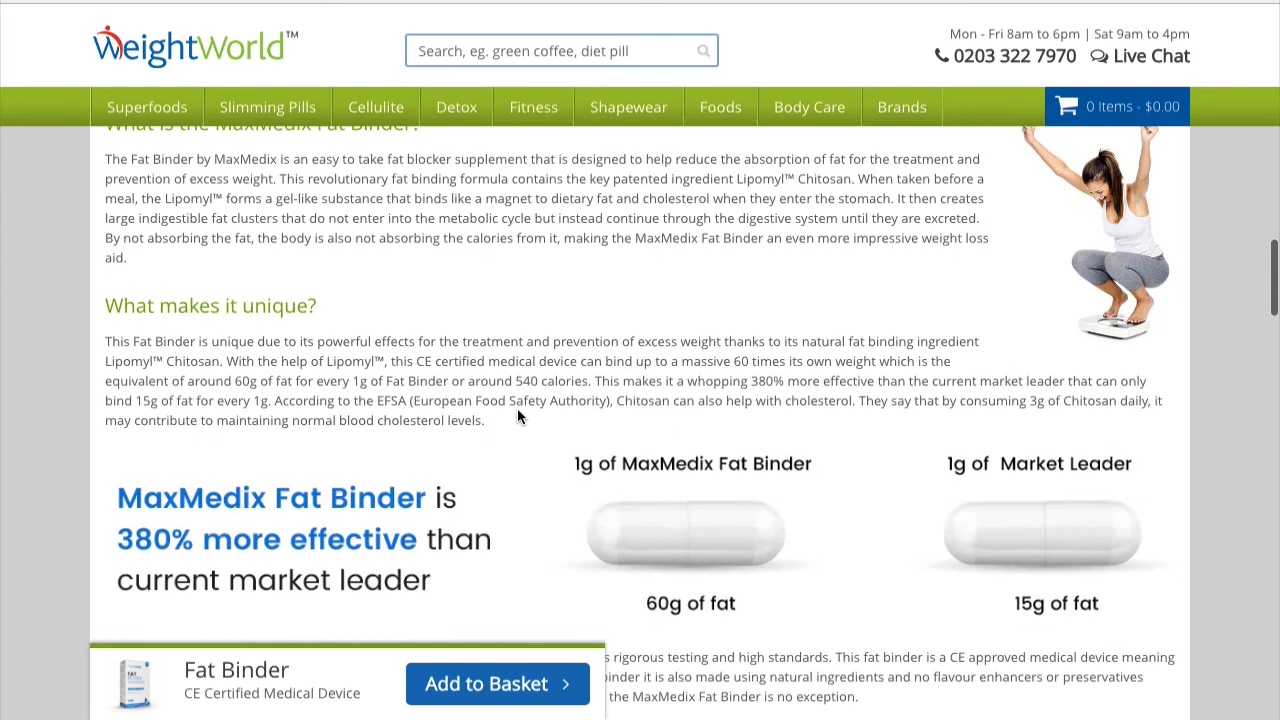 WeightWorld™
Search, eg. green coffee, diet pill
Mon - Fri 8am to 6pm | Sat 9am to 4pm
0203 322 7970 Live Chat
Superfoods Slimming Pills Cellulite Detox Fitness Shapewear Foods Body Care Brands 0 Items - $0.00
What is the MaxMedix Fat Binder?
The Fat Binder by MaxMedix is an easy to take fat blocker supplement that is designed to help reduce the absorption of fat for the treatment and
prevention of excess weight. This revolutionary fat binding formula contains the key patented ingredient Lipomyl™ Chitosan. When taken before a
meal, the Lipomyl™ forms a gel-like substance that binds like a magnet to dietary fat and cholesterol when they enter the stomach. It then creates
large indigestible fat clusters that do not enter into the metabolic cycle but instead continue through the digestive system until they are excreted.
By not absorbing the fat, the body is also not absorbing the calories from it, making the MaxMedix Fat Binder an even more impressive weight loss
aid.
What makes it unique?
This Fat Binder is unique due to its powerful effects for the treatment and prevention of excess weight thanks to its natural fat binding ingredient
Lipomyl™ Chitosan. With the help of Lipomyl™, this CE certified medical device can bind up to a massive 60 times its own weight which is the
equivalent of around 60g of fat for every 1g of Fat Binder or around 540 calories. This makes it a whopping 380% more effective than the current market leader that can only
bind 15g of fat for every 1g. According to the EFSA (European Food Safety Authority), Chitosan can also help with cholesterol. They say that by consuming 3g of Chitosan daily, it
may contribute to maintaining normal blood cholesterol levels.
MaxMedix Fat Binder is
380% more effective than
current market leader
1g of MaxMedix Fat Binder
60g of fat
1g of Market Leader
15g of fat
s rigorous testing and high standards. This fat binder is a CE approved medical device meaning
binder it is also made using natural ingredients and no flavour enhancers or preservatives
the MaxMedix Fat Binder is no exception.
Fat Binder
CE Certified Medical Device
Add to Basket